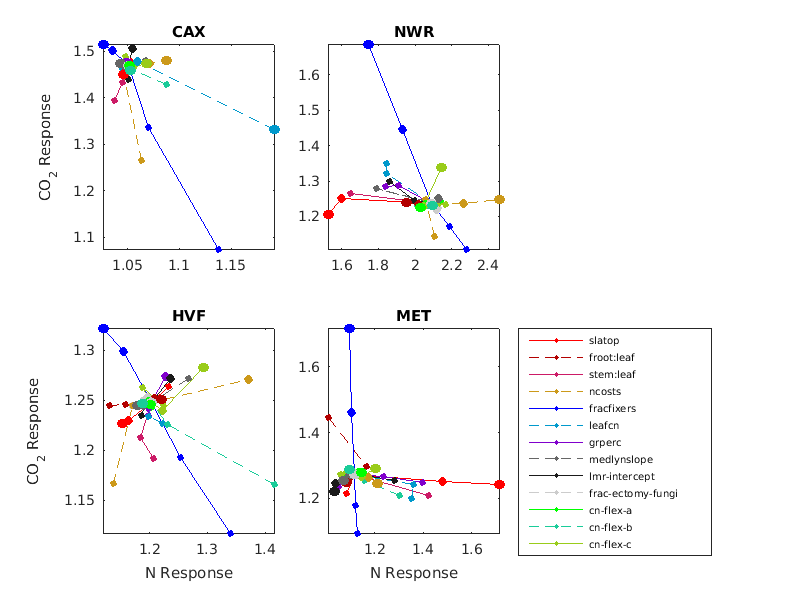 CAX
NWR
1.5
1.4
1.3
1.2
1.1
1.05
1.1
1.15
CO2 Response
1.6
1.5
1.4
1.3
1.2
1.6
1.8
2
2.2
2.4
HVF
MET
1.3
1.25
1.2
1.15
1.2
1.3
1.4
CO2 Response
N Response
1.6
1.4
1.2
1.2
1.4
1.6
N Response
slatop
froot:leaf
stem:leaf
ncosts
fracfixers
leafcn
grperc
medlynslope
lmr-intercept
frac-ectomy-fungi
cn-flex-a
cn-flex-b
cn-flex-c